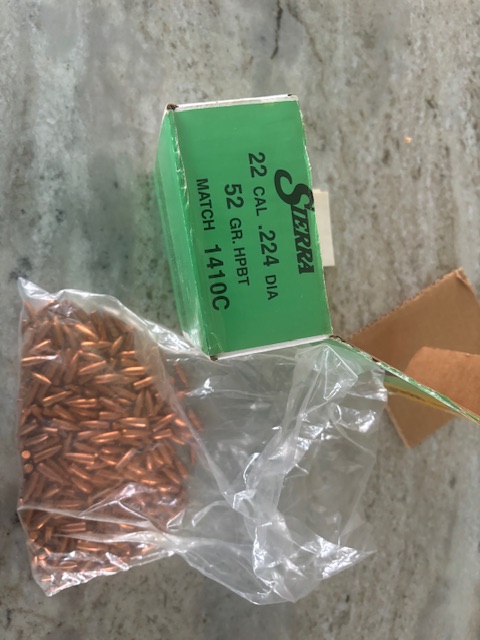 SIERRA
22 CAL .224 DIA
52 GR. HPBT
MATCH 1410C